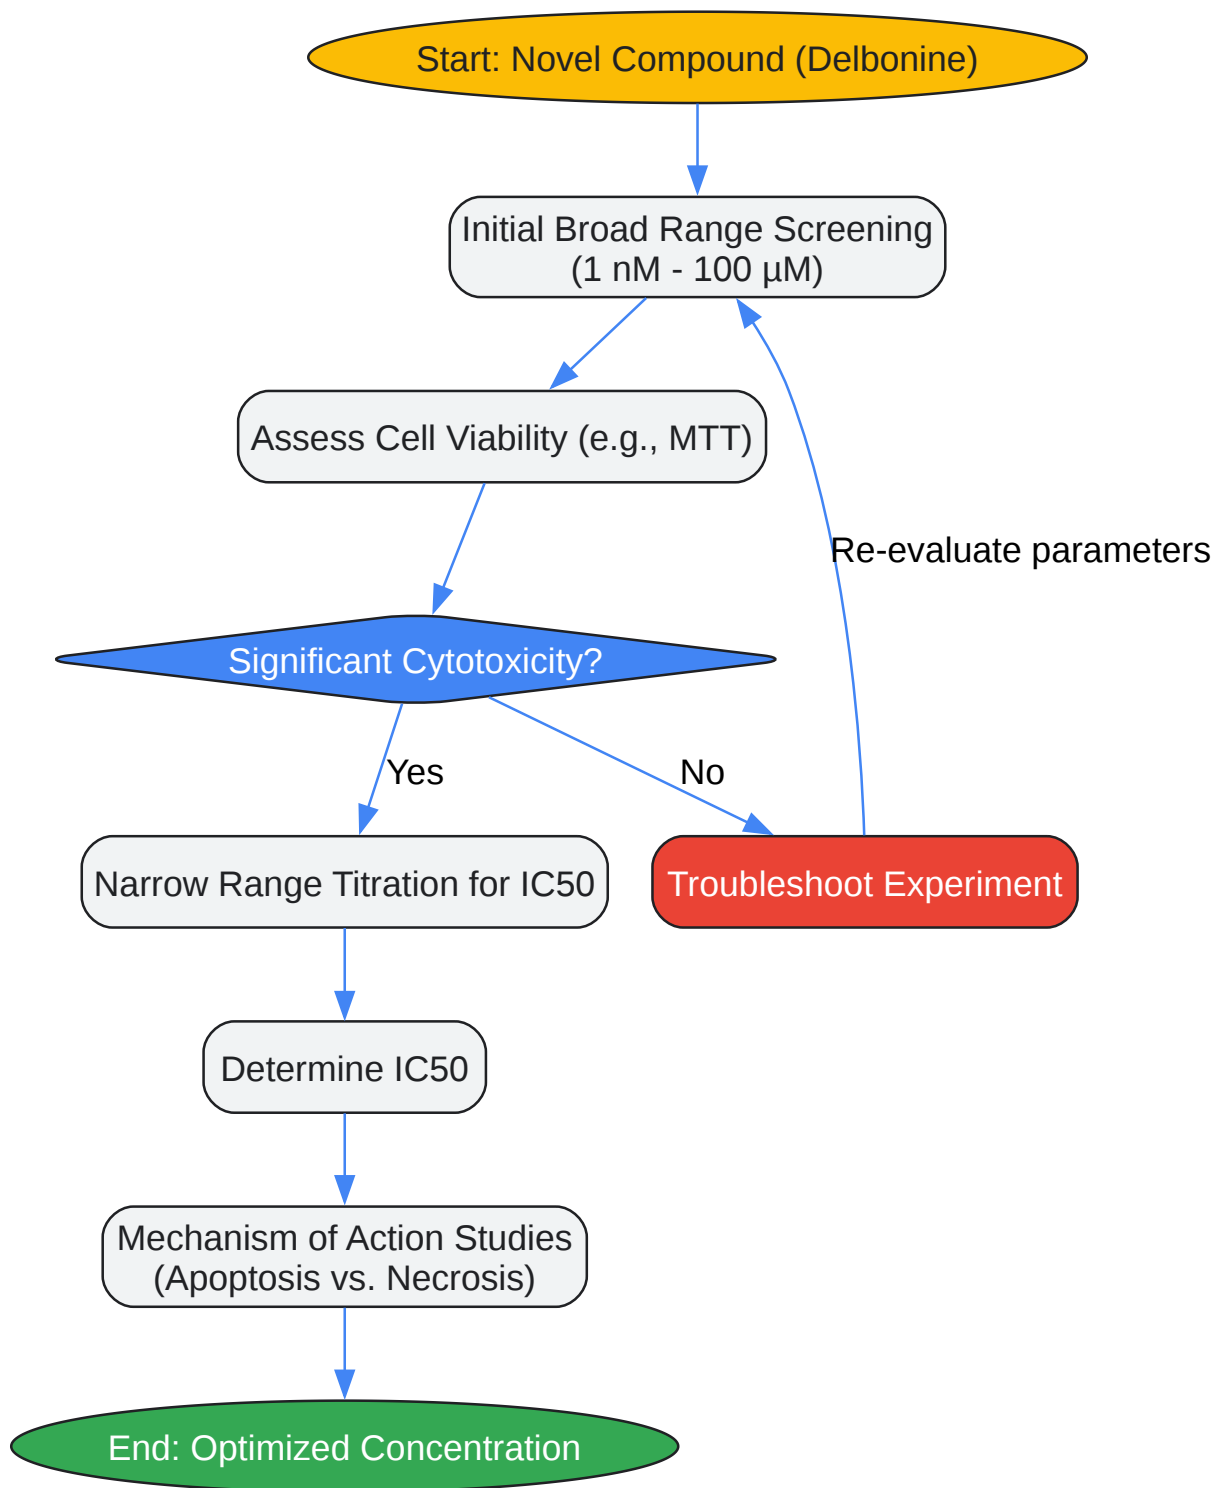 Start: Novel Compound (Delbonine)
Initial Broad Range Screening
(1 nM - 100 µM)
Assess Cell Viability (e.g., MTT)
Re-evaluate parameters
Significant Cytotoxicity?
Yes
No
Narrow Range Titration for IC50
Troubleshoot Experiment
Determine IC50
Mechanism of Action Studies
(Apoptosis vs. Necrosis)
End: Optimized Concentration